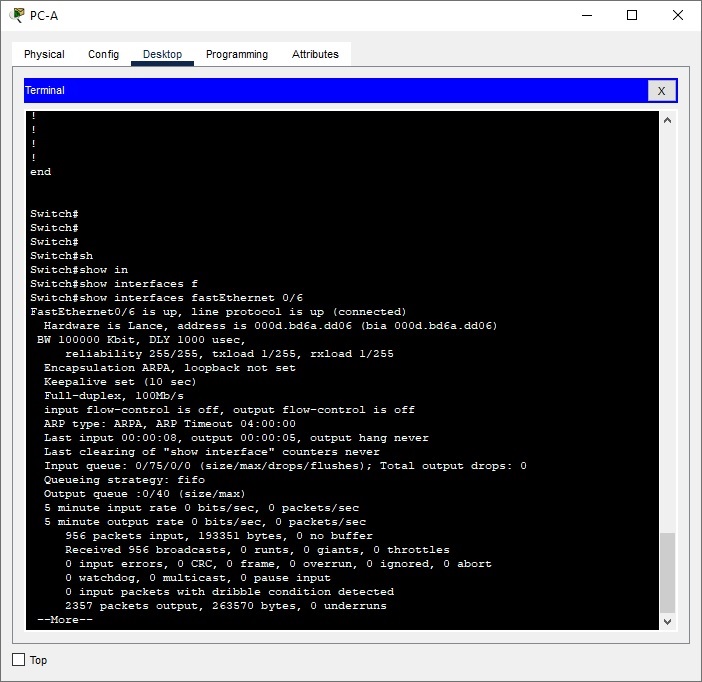 PC-A
Physical Config Desktop Programming Attributes
Terminal X
!
!
!
!
end
Switch#
Switch#
Switch#
Switch#sh
Switch#show in
Switch#show interfaces f
Switch#show interfaces fastEthernet 0/6
FastEthernet0/6 is up, line protocol is up (connected)
Hardware is Lance, address is 000d.bd6a.dd06 (bia 000d.bd6a.dd06)
BW 100000 Kbit, DLY 1000 usec,
reliability 255/255, txload 1/255, rxload 1/255
Encapsulation ARPA, loopback not set
Keepalive set (10 sec)
Full-duplex, 100Mb/s
input flow-control is off, output flow-control is off
ARP type: ARPA, ARP Timeout 04:00:00
Last input 00:00:08, output 00:00:05, output hang never
Last clearing of "show interface" counters never
Input queue: 0/75/0/0 (size/max/drops/flushes); Total output drops: 0
Queueing strategy: fifo
Output queue :0/40 (size/max)
5 minute input rate 0 bits/sec, 0 packets/sec
5 minute output rate 0 bits/sec, 0 packets/sec
956 packets input, 193351 bytes, 0 no buffer
Received 956 broadcasts, 0 runts, 0 giants, 0 throttles
0 input errors, 0 CRC, 0 frame, 0 overrun, 0 ignored, 0 abort
0 watchdog, 0 multicast, 0 pause input
0 input packets with dribble condition detected
2357 packets output, 263570 bytes, 0 underruns
--More--
Top